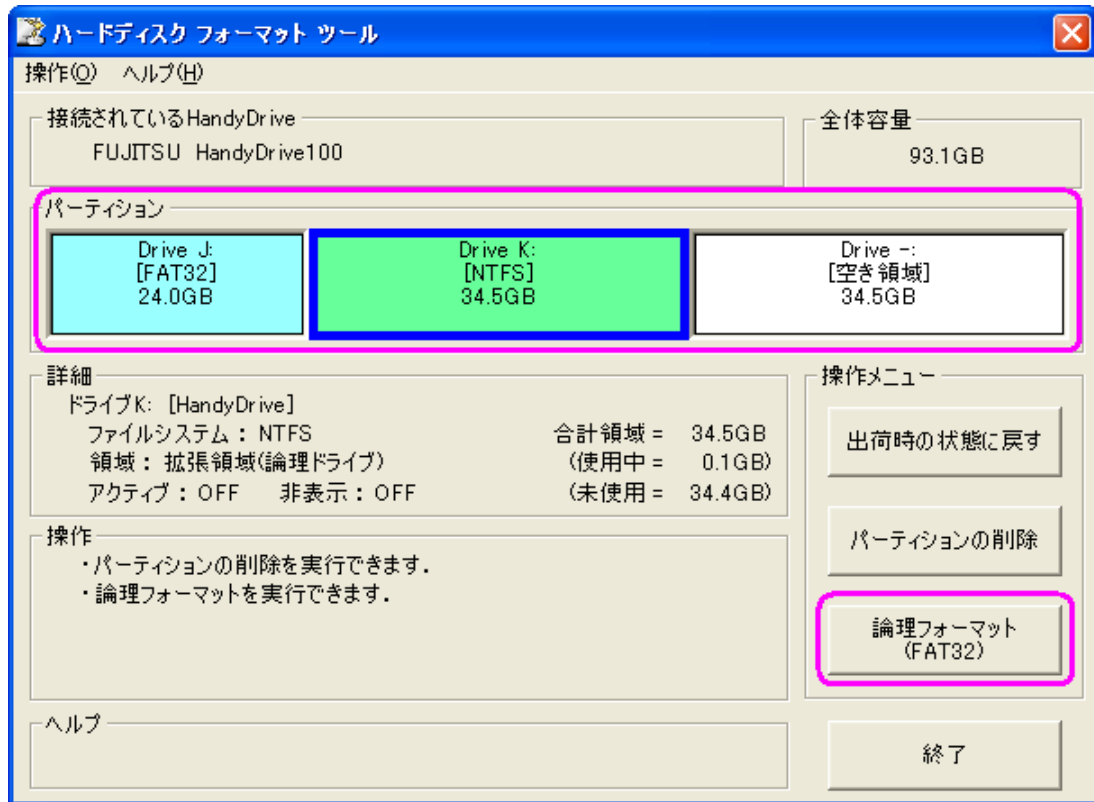 ハードディスク フォーマット ツール
操作(O) ヘルプ(H)
接続されているHandyDrive
FUJITSU HandyDrive100
全体容量
93.1GB
パーティション
Drive J:
[FAT32]
24.0GB
Drive K:
[NTFS]
34.5GB
Drive -:
[空き領域]
34.5GB
詳細
ドライブK: [HandyDrive]
ファイルシステム : NTFS 合計領域 = 34.5GB
領域 : 拡張領域(論理ドライブ) (使用中 = 0.1GB)
アクティブ : OFF 非表示 : OFF (未使用 = 34.4GB)
操作メニュー
出荷時の状態に戻す
パーティションの削除
論理フォーマット
(FAT32)
操作
・パーティションの削除を実行できます.
・論理フォーマットを実行できます.
ヘルプ
終了